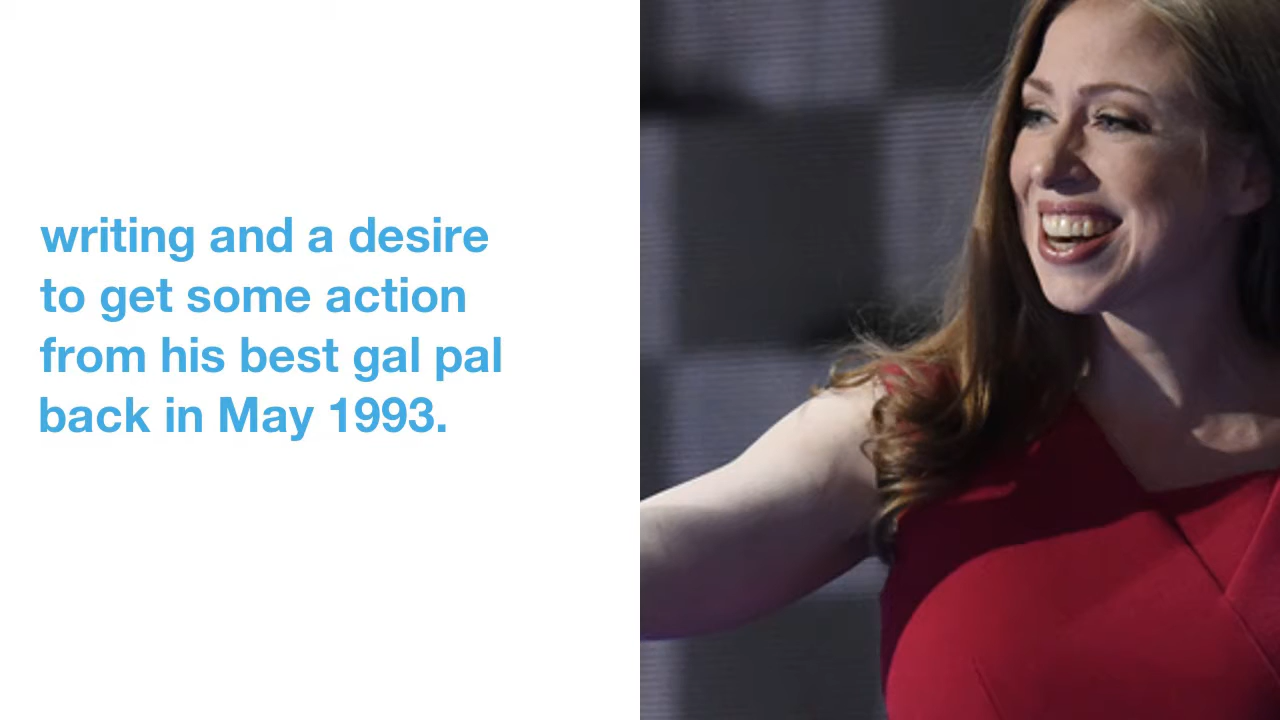 writing and a desire
to get some action
from his best gal pal
back in May 1993.